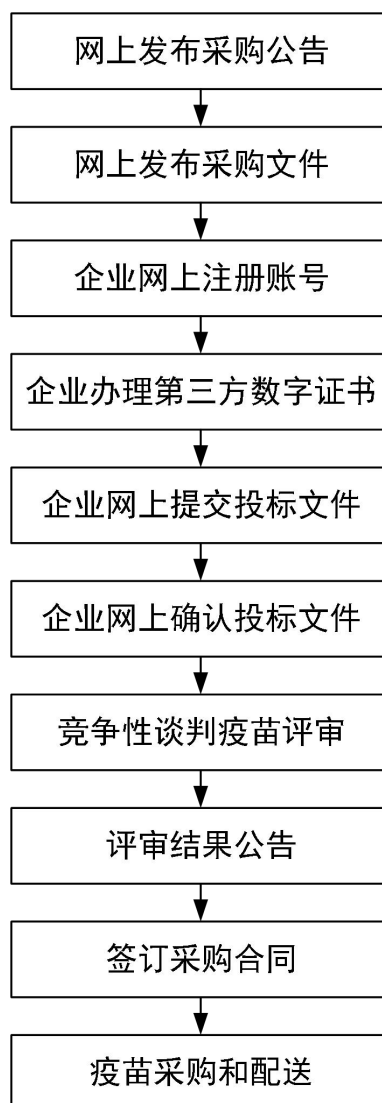 网上发布采购公告
网上发布采购文件
企业网上注册账号
企业办理第三方数字证书
企业网上提交投标文件
企业网上确认投标文件
竞争性谈判疫苗评审
评审结果公告
签订采购合同
疫苗采购和配送